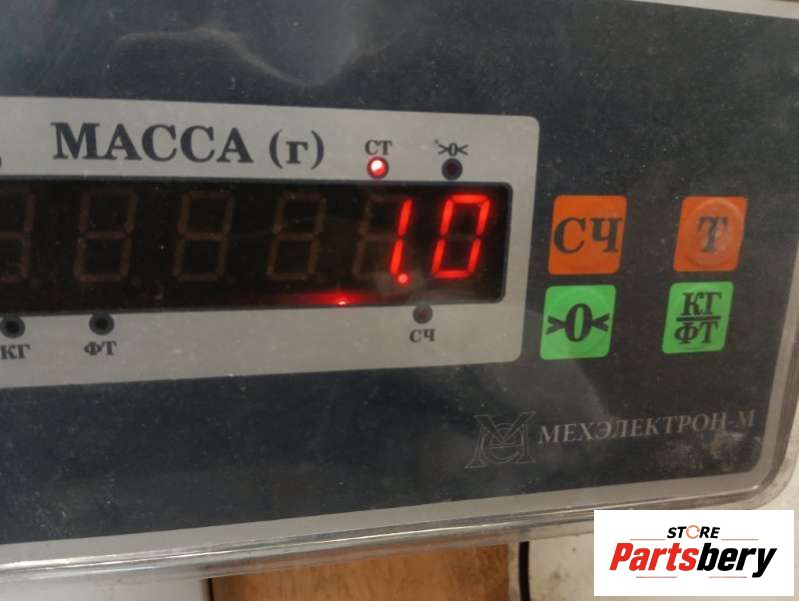 МАССА (г)
СТ
>0<
1.0
КГ
ФТ
СЧ
СЧ
Т
>0<
КГ
ФТ
МЕХЭЛЕКТРОН-М
STORE
Partsbery